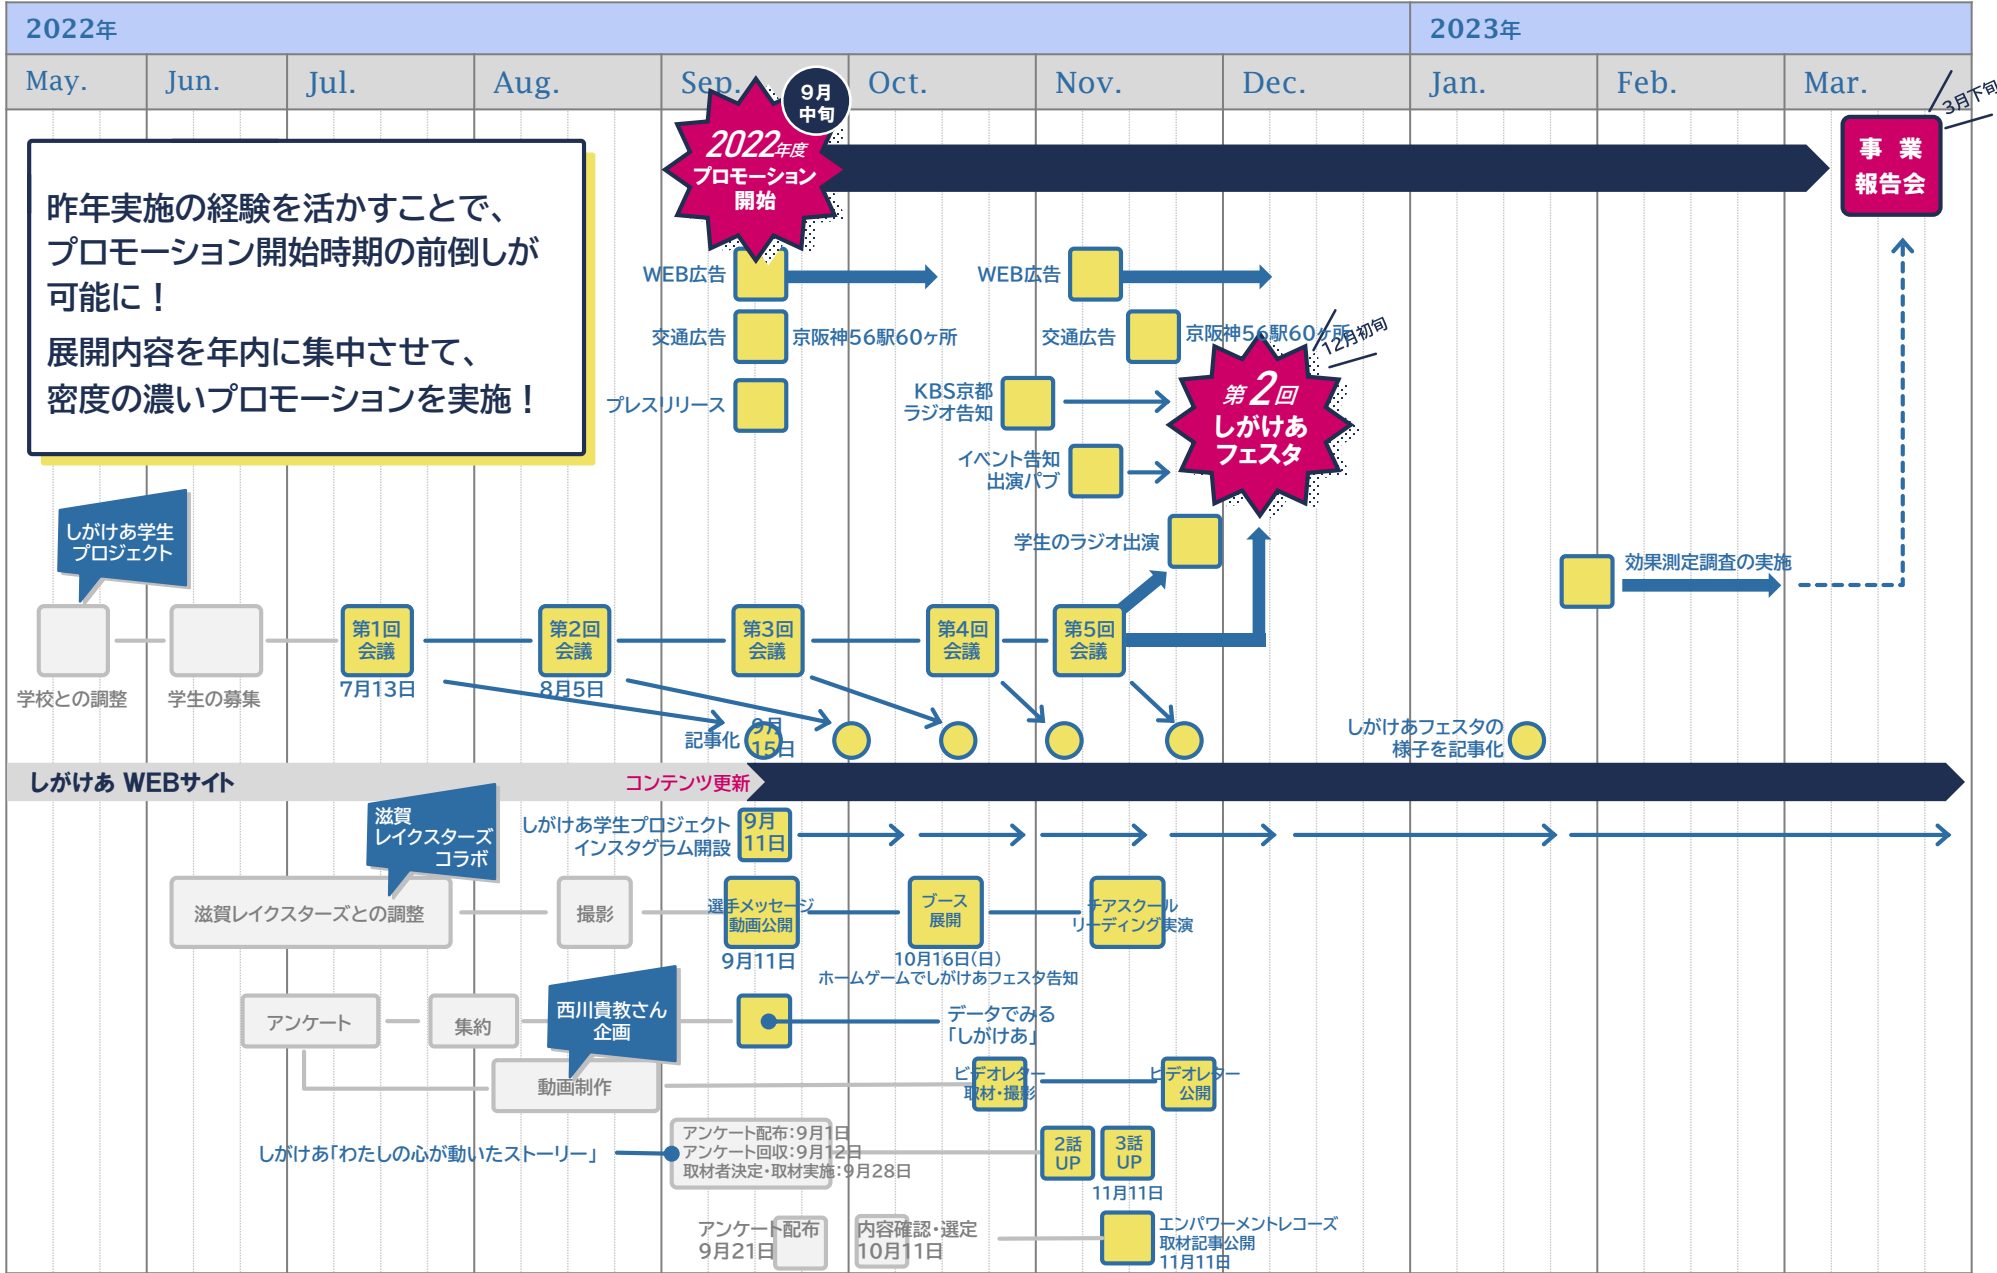 2022年
2023年
May.
Jun.
Jul.
Aug.
Sep.
Oct.
Nov.
Dec.
Jan.
Feb.
Mar.
9月
中旬
3月下旬
2022年度
プロモーション
開始
事 業
報告会
昨年実施の経験を活かすことで、
プロモーション開始時期の前倒しが
可能に！
展開内容を年内に集中させて、
密度の濃いプロモーションを実施！
WEB広告
WEB広告
交通広告
京阪神56駅60ヶ所
交通広告
京阪神56駅60ヶ所
12月初旬
プレスリリース
KBS京都
ラジオ告知
第2回
しがけあ
フェスタ
イベント告知
出演パブ
しがけあ学生
プロジェクト
学生のラジオ出演
効果測定調査の実施
第1回
会議
第2回
会議
第3回
会議
第4回
会議
第5回
会議
学校との調整
学生の募集
7月13日
8月5日
記事化
9月
15日
しがけあフェスタの
様子を記事化
しがけあ WEBサイト
コンテンツ更新
滋賀
レイクスターズ
コラボ
しがけあ学生プロジェクト
インスタグラム開設
9月
11日
滋賀レイクスターズとの調整
撮影
選手メッセージ
動画公開
ブース
展開
チアスクール
リーディング実演
9月11日
10月16日(日)
ホームゲームでしがけあフェスタ告知
アンケート
集約
西川貴教さん
企画
データでみる
「しがけあ」
動画制作
ビデオレター
取材・撮影
ビデオレター
公開
しがけあ「わたしの心が動いたストーリー」
アンケート配布：9月1日
アンケート回収：9月12日
取材者決定・取材実施：9月28日
2話
UP
3話
UP
11月11日
アンケート配布
9月21日
内容確認・選定
10月11日
エンパワーメントレコーズ
取材記事公開
11月11日